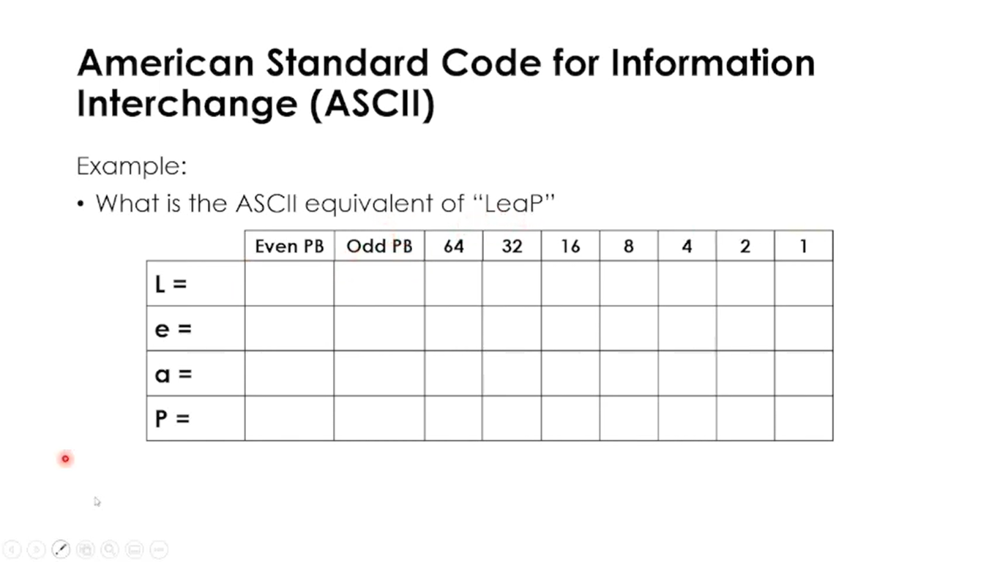 American Standard Code for Information
Interchange (ASCII)
Example:
• What is the ASCII equivalent of “LeaP”
Even PB Odd PB 64 32 16 8 4 2 1
L =
e =
a =
P =